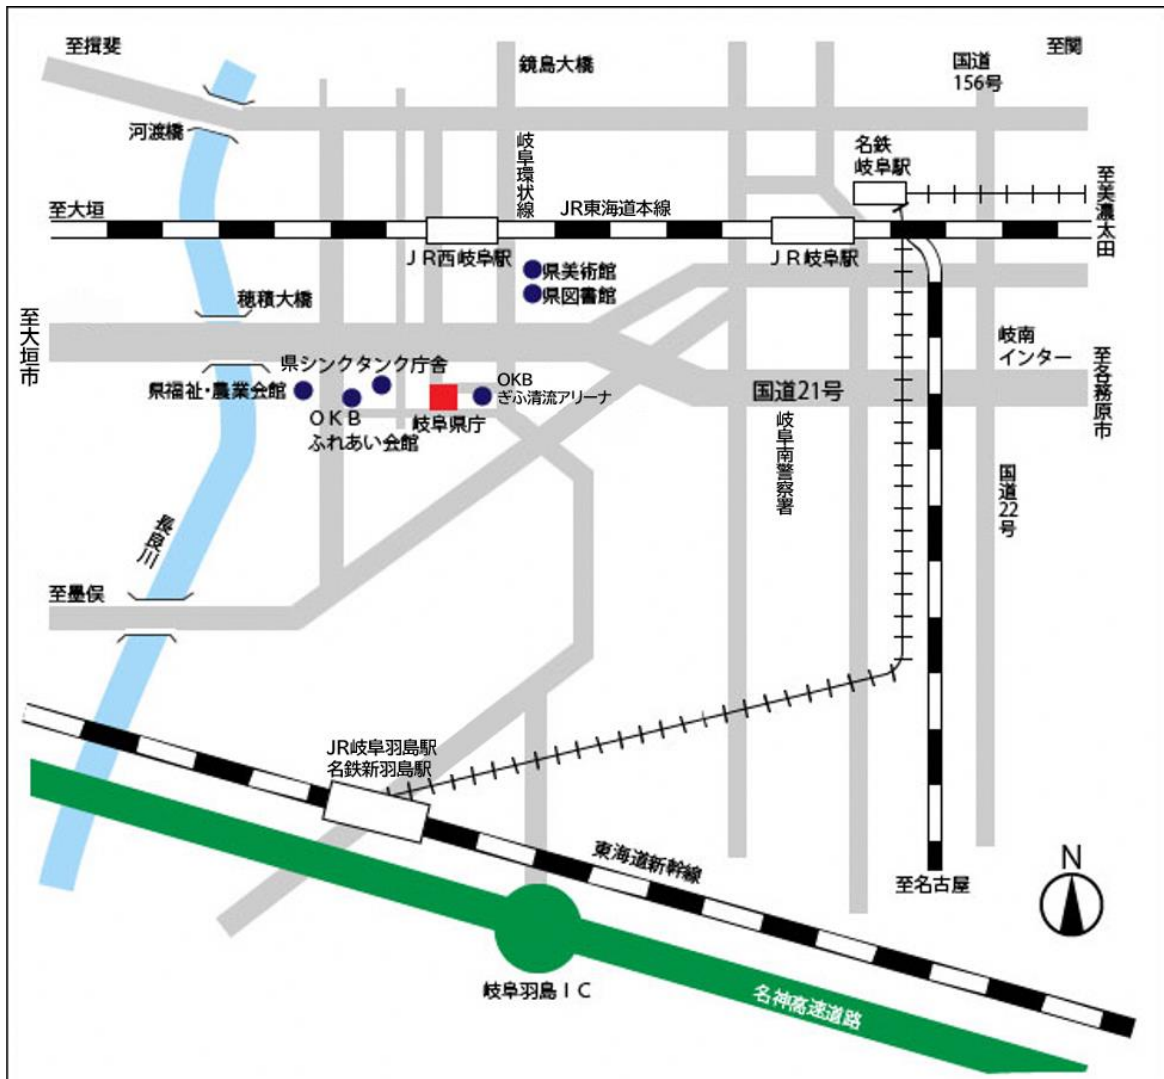 至揖斐
鏡島大橋
国道
156号
至関
河渡橋
岐阜環状線
名鉄
岐阜駅
至美濃太田
至大垣
JR東海道本線
ＪＲ西岐阜駅
ＪＲ岐阜駅
県美術館
県図書館
穂積大橋
至大垣市
岐南
インター
至各務原市
県シンクタンク庁舎
県福祉・農業会館
OKB
ぎふ清流アリーナ
国道21号
ＯＫＢ
ふれあい会館
岐阜県庁
岐阜南警察署
国道22号
長良川
至墨俣
JR岐阜羽島駅
名鉄新羽島駅
東海道新幹線
至名古屋
N
岐阜羽島ＩＣ
名神高速道路